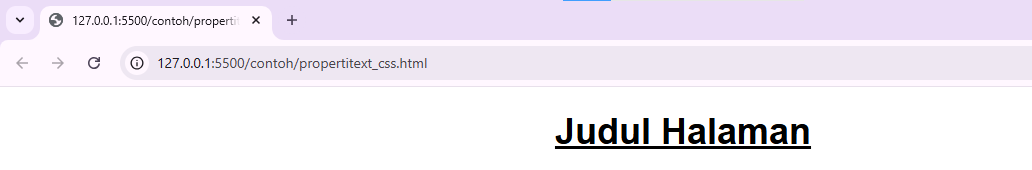 127.0.0.1:5500/contoh/properti
127.0.0.1:5500/contoh/propertitext_css.html
Judul Halaman